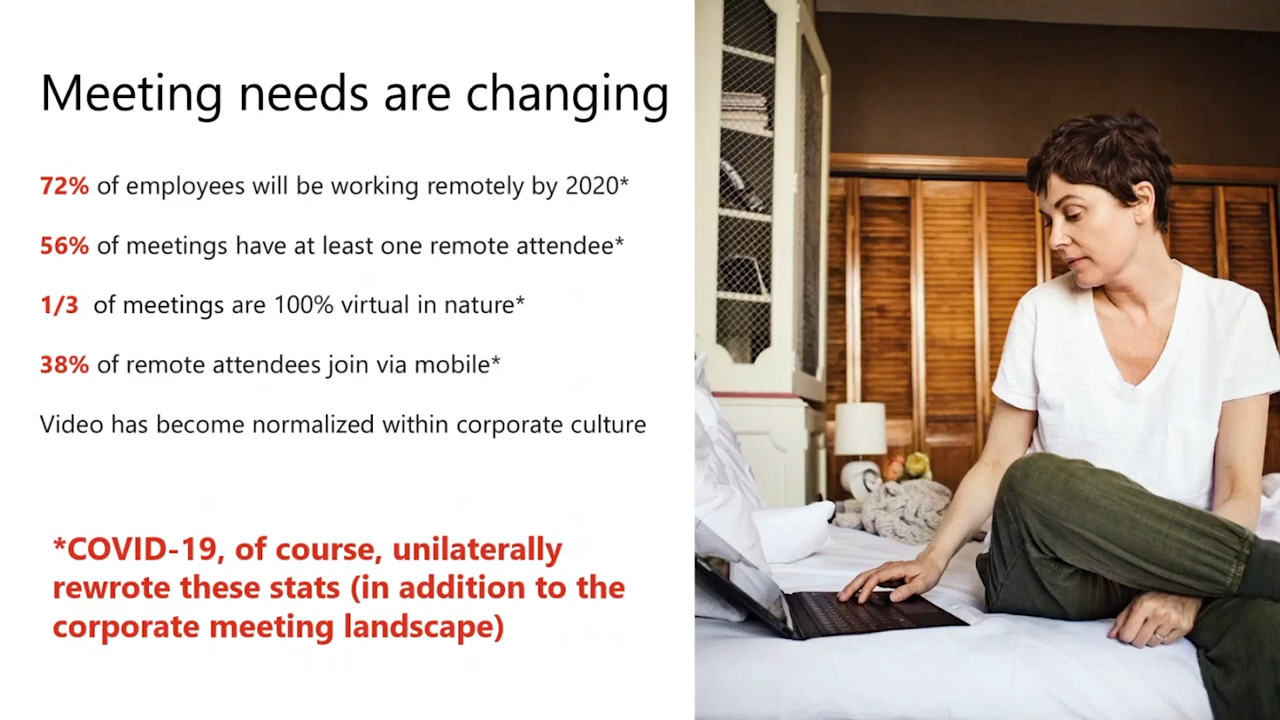 Meeting needs are changing
72% of employees will be working remotely by 2020*
56% of meetings have at least one remote attendee*
1/3 of meetings are 100% virtual in nature*
38% of remote attendees join via mobile*
Video has become normalized within corporate culture
*COVID-19, of course, unilaterally
rewrote these stats (in addition to the
corporate meeting landscape)